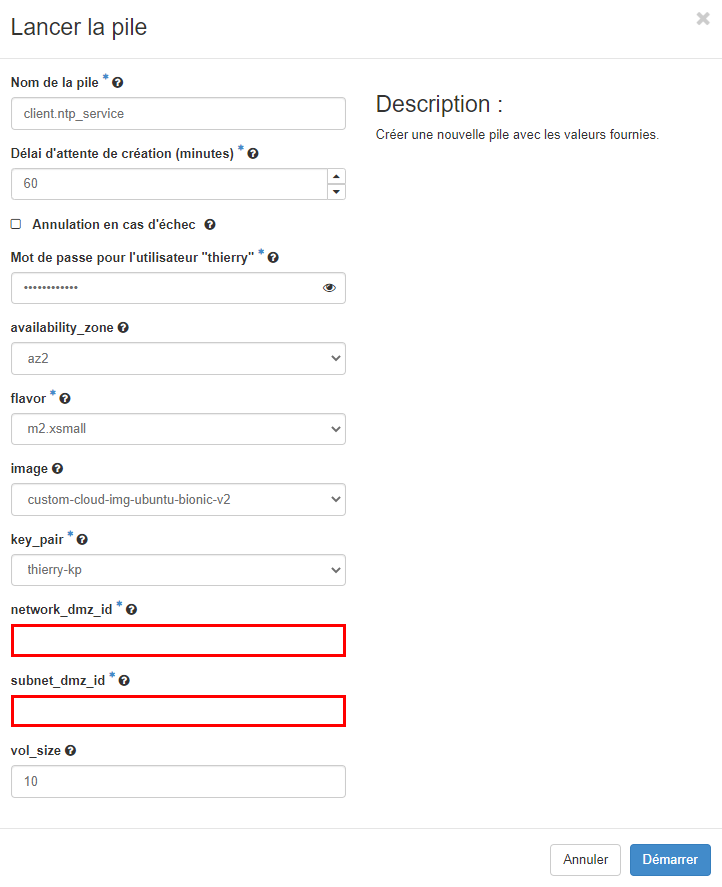 Lancer la pile
×
Nom de la pile *
client.ntp_service
Description :
Créer une nouvelle pile avec les valeurs fournies.
Délai d'attente de création (minutes) *
60
Annulation en cas d'échec
Mot de passe pour l'utilisateur "thierry" *
••••••••••••
availability_zone
az2
flavor *
m2.xsmall
image
custom-cloud-img-ubuntu-bionic-v2
key_pair *
thierry-kp
network_dmz_id *
subnet_dmz_id *
vol_size
10
Annuler
Démarrer